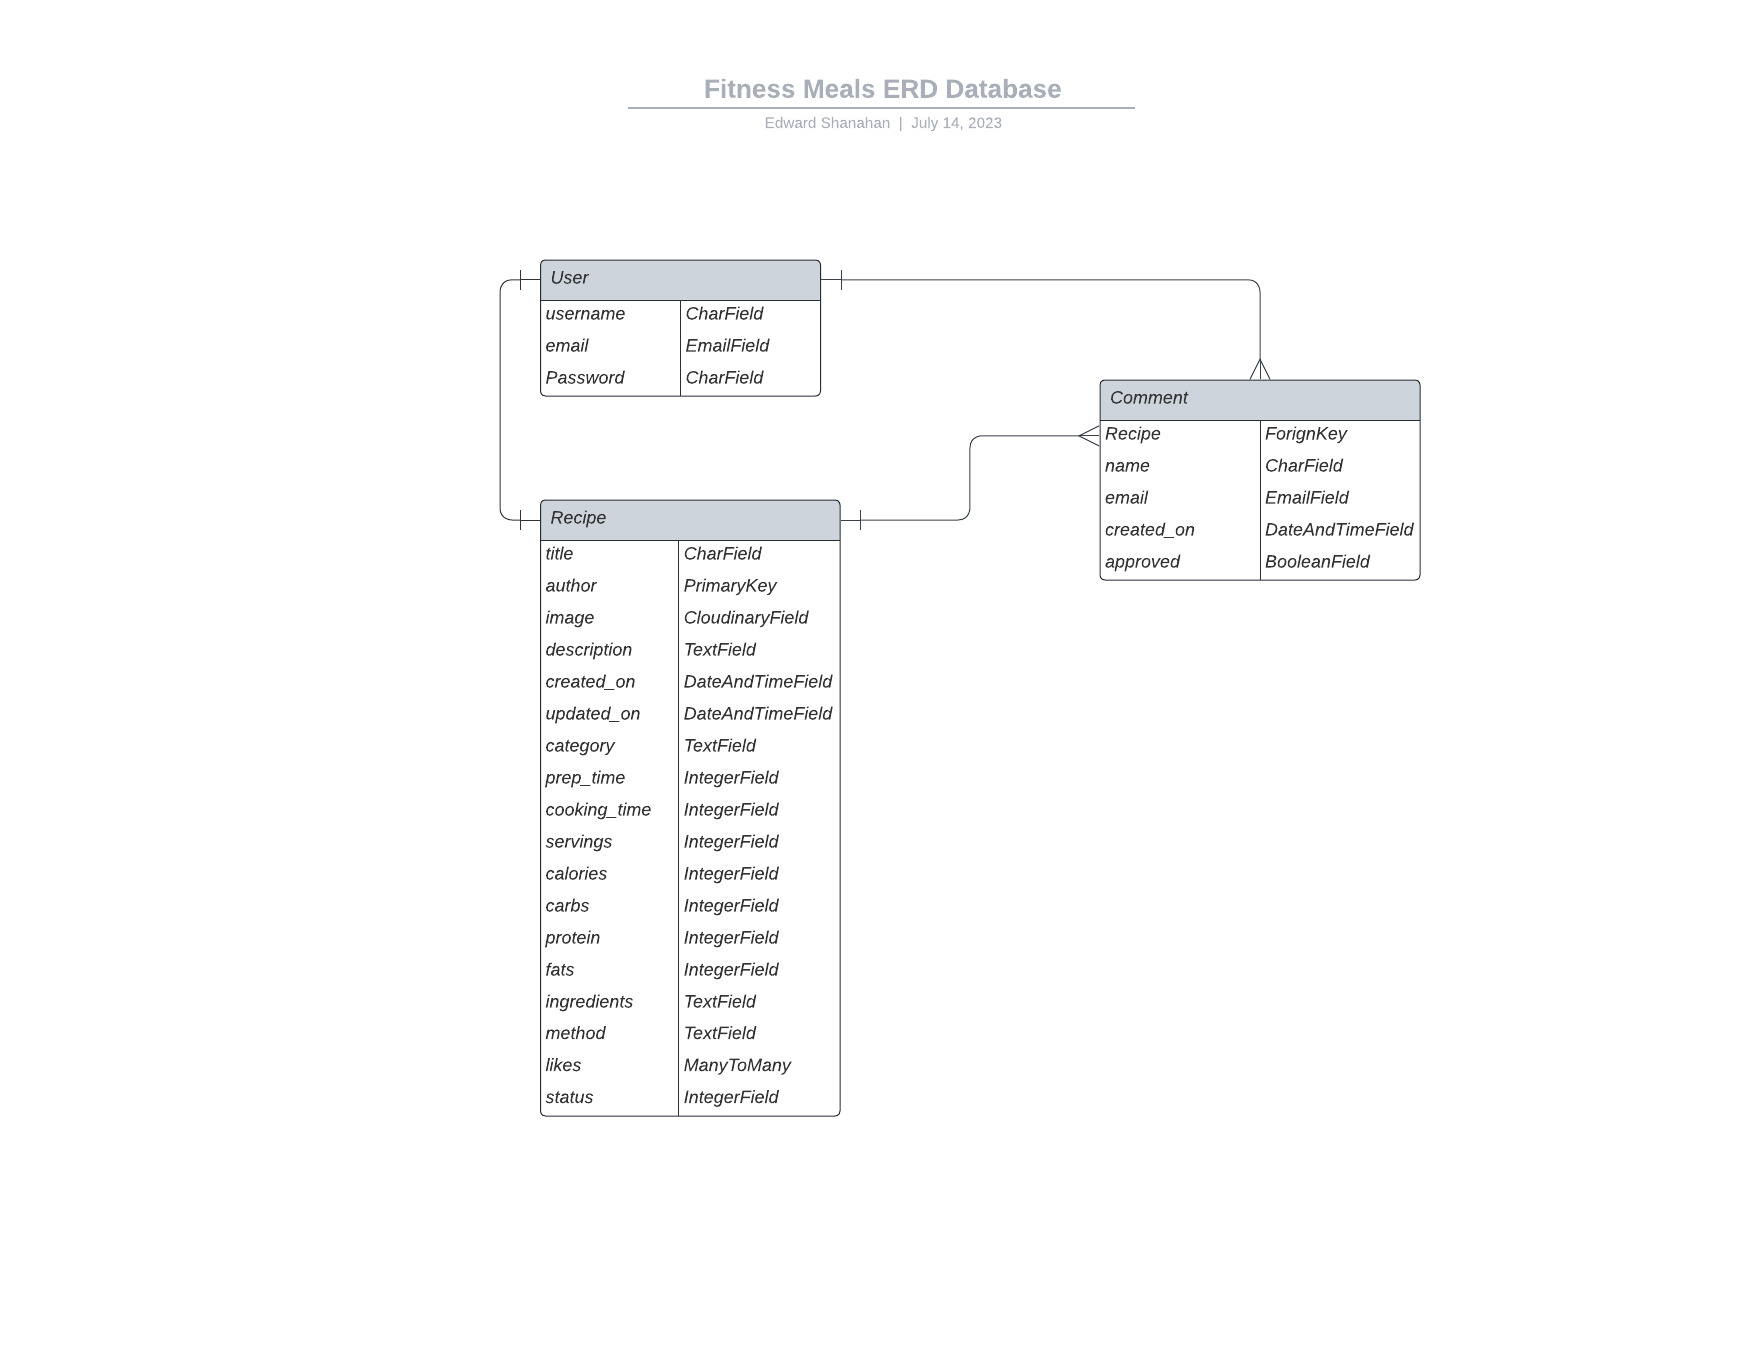 Fitness Meals ERD Database
Edward Shanahan | July 14, 2023
User
username CharField
email EmailField
Password CharField
Comment
Recipe ForignKey
name CharField
email EmailField
created_on DateAndTimeField
approved BooleanField
Recipe
title CharField
author PrimaryKey
image CloudinaryField
description TextField
created_on DateAndTimeField
updated_on DateAndTimeField
category TextField
prep_time IntegerField
cooking_time IntegerField
servings IntegerField
calories IntegerField
carbs IntegerField
protein IntegerField
fats IntegerField
ingredients TextField
method TextField
likes ManyToMany
status IntegerField